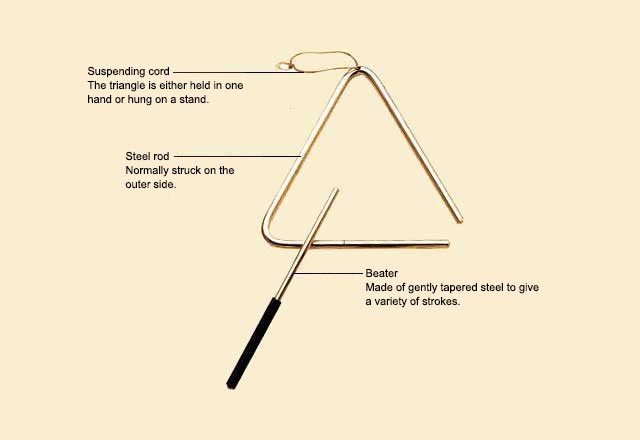 Suspending cord
The triangle is either held in one
hand or hung on a stand.
Steel rod
Normally struck on the
outer side.
Beater
Made of gently tapered steel to give
a variety of strokes.